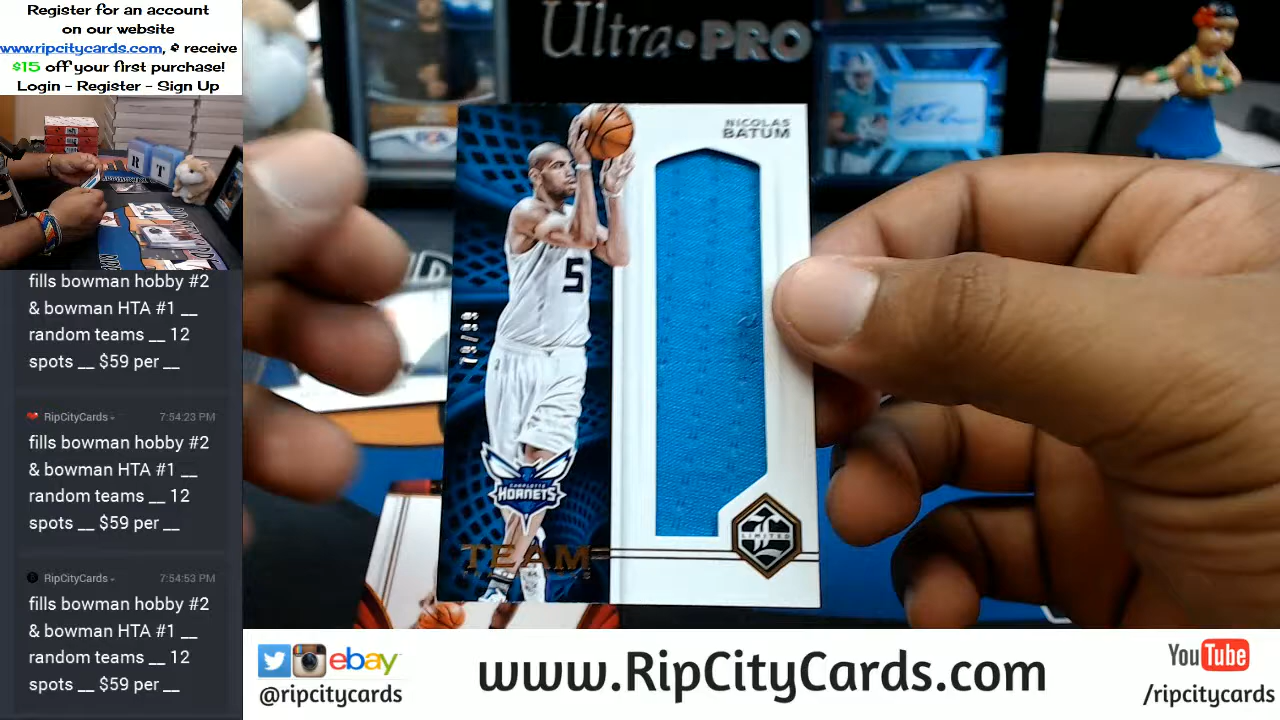 Register for an account
on our website
www.ripcitycards.com, & receive
$15 off your first purchase!
Login - Register - Sign Up
R T
fills bowman hobby #2
& bowman HTA #1 __
random teams __ 12
spots __ $59 per __
RipCityCards 7:54:23 PM
fills bowman hobby #2
& bowman HTA #1 __
random teams __ 12
spots __ $59 per __
RipCityCards 7:54:53 PM
fills bowman hobby #2
& bowman HTA #1 __
random teams __ 12
spots __ $59 per __
Ultra·PRO
NICOLAS
BATUM
5
CHARLOTTE
HORNETS
TEAM
LIMITED
ebay
@ripcitycards
www.RipCityCards.com
YouTube
/ripcitycards